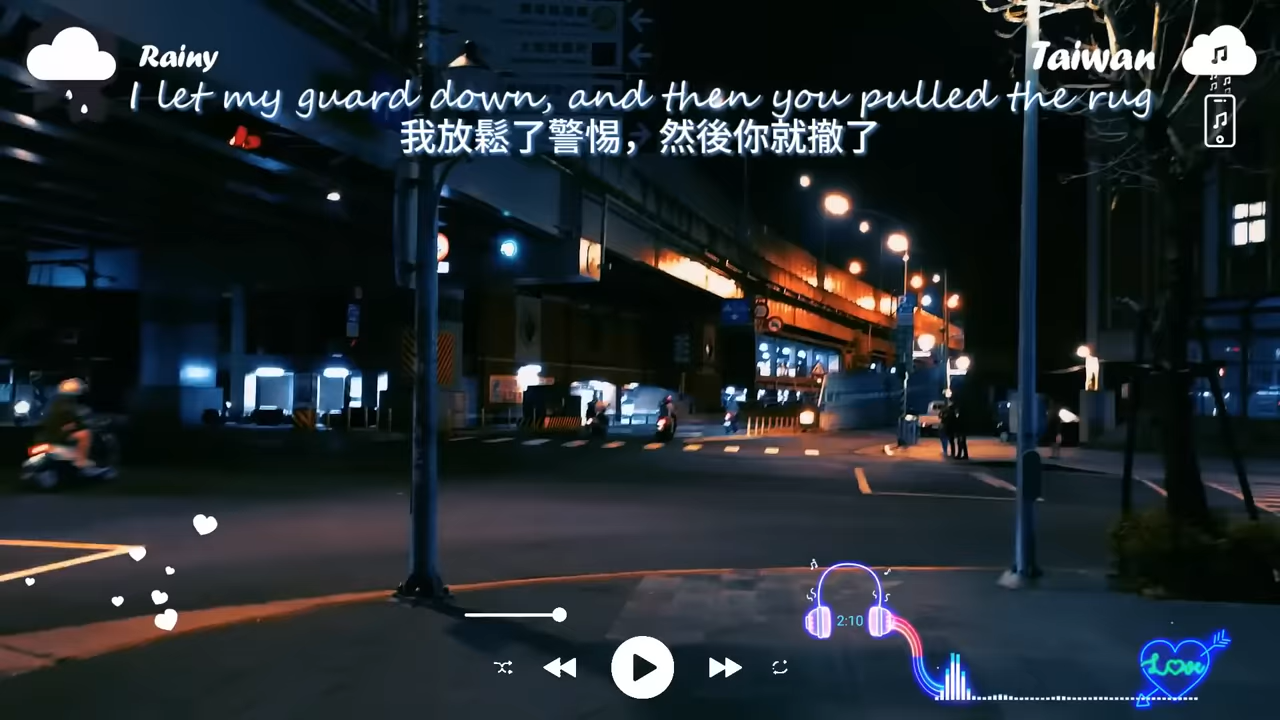 Rainy
Taiwan
I let my guard down, and then you pulled the rug
我放鬆了警惕，然後你就撤了
2:10
Love